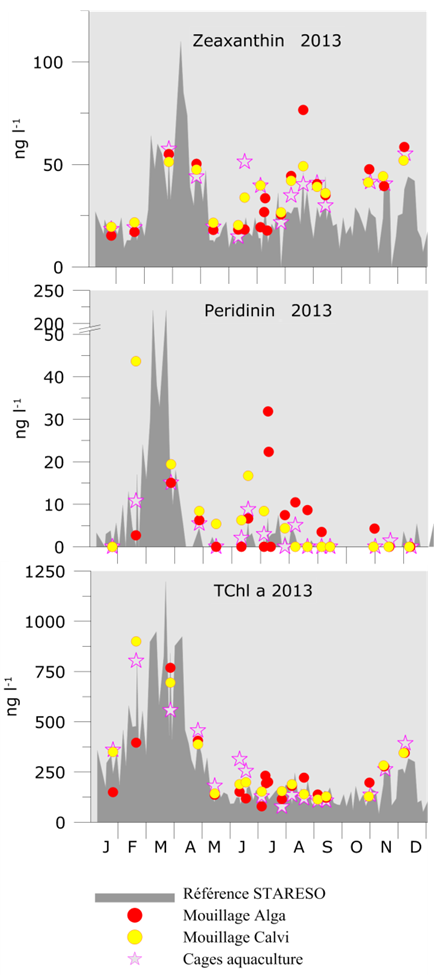 Zeaxanthin 2013
100
50
0
ng l-1
Peridinin 2013
250
200
50
40
30
20
10
0
ng l-1
TChl a 2013
1250
1000
750
500
250
0
ng l-1
J F M A M J J A S O N D
Référence STARESO
Mouillage Alga
Mouillage Calvi
Cages aquaculture